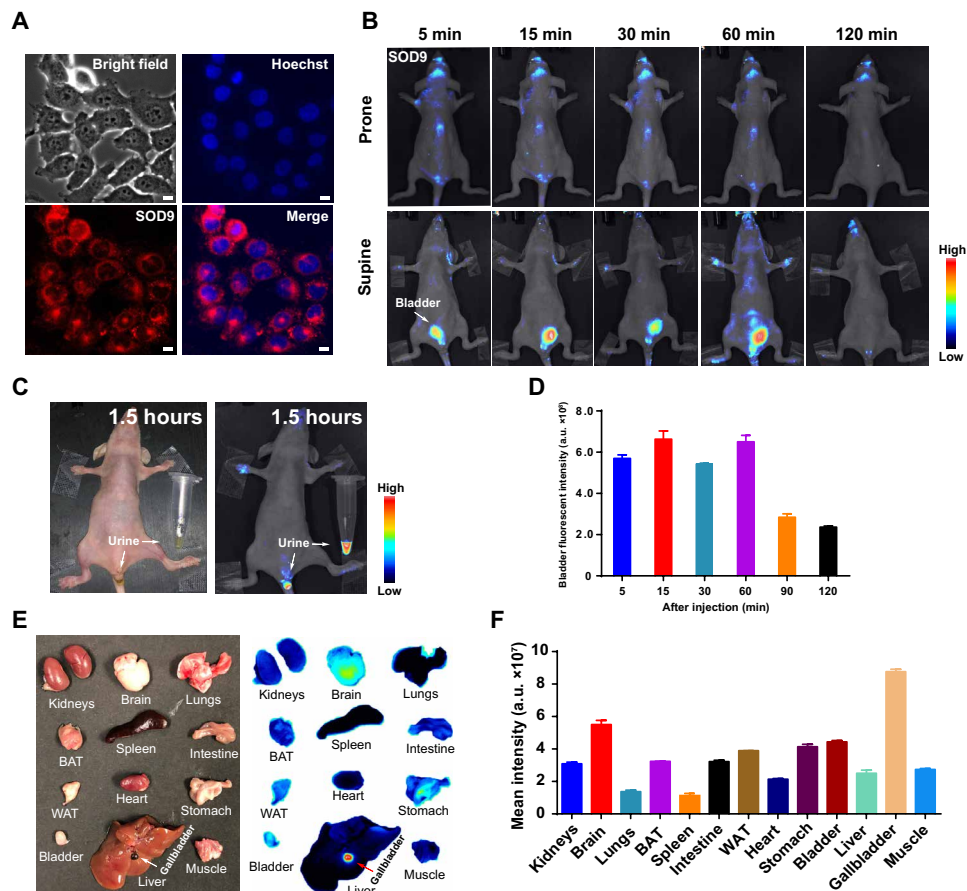 A
Bright field
Hoechst
SOD9
Merge
B
5 min
15 min
30 min
60 min
120 min
SOD9
Prone
Supine
Bladder
High
Low
C
1.5 hours
1.5 hours
Urine
Urine
High
Low
D
Bladder fluorescent intensity (a.u. ×10⁸)
8.0
6.0
4.0
2.0
0
5
15
30
60
90
120
After injection (min)
E
Kidneys
Brain
Lungs
BAT
Spleen
Intestine
WAT
Heart
Stomach
Bladder
Gallbladder
Liver
Muscle
Kidneys
Brain
Lungs
BAT
Spleen
Intestine
WAT
Heart
Stomach
Bladder
Gallbladder
Liver
Muscle
F
Mean intensity (a.u. ×10⁷)
10
8
6
4
2
0
Kidneys
Brain
Lungs
BAT
Spleen
Intestine
WAT
Heart
Stomach
Bladder
Liver
Gallbladder
Muscle